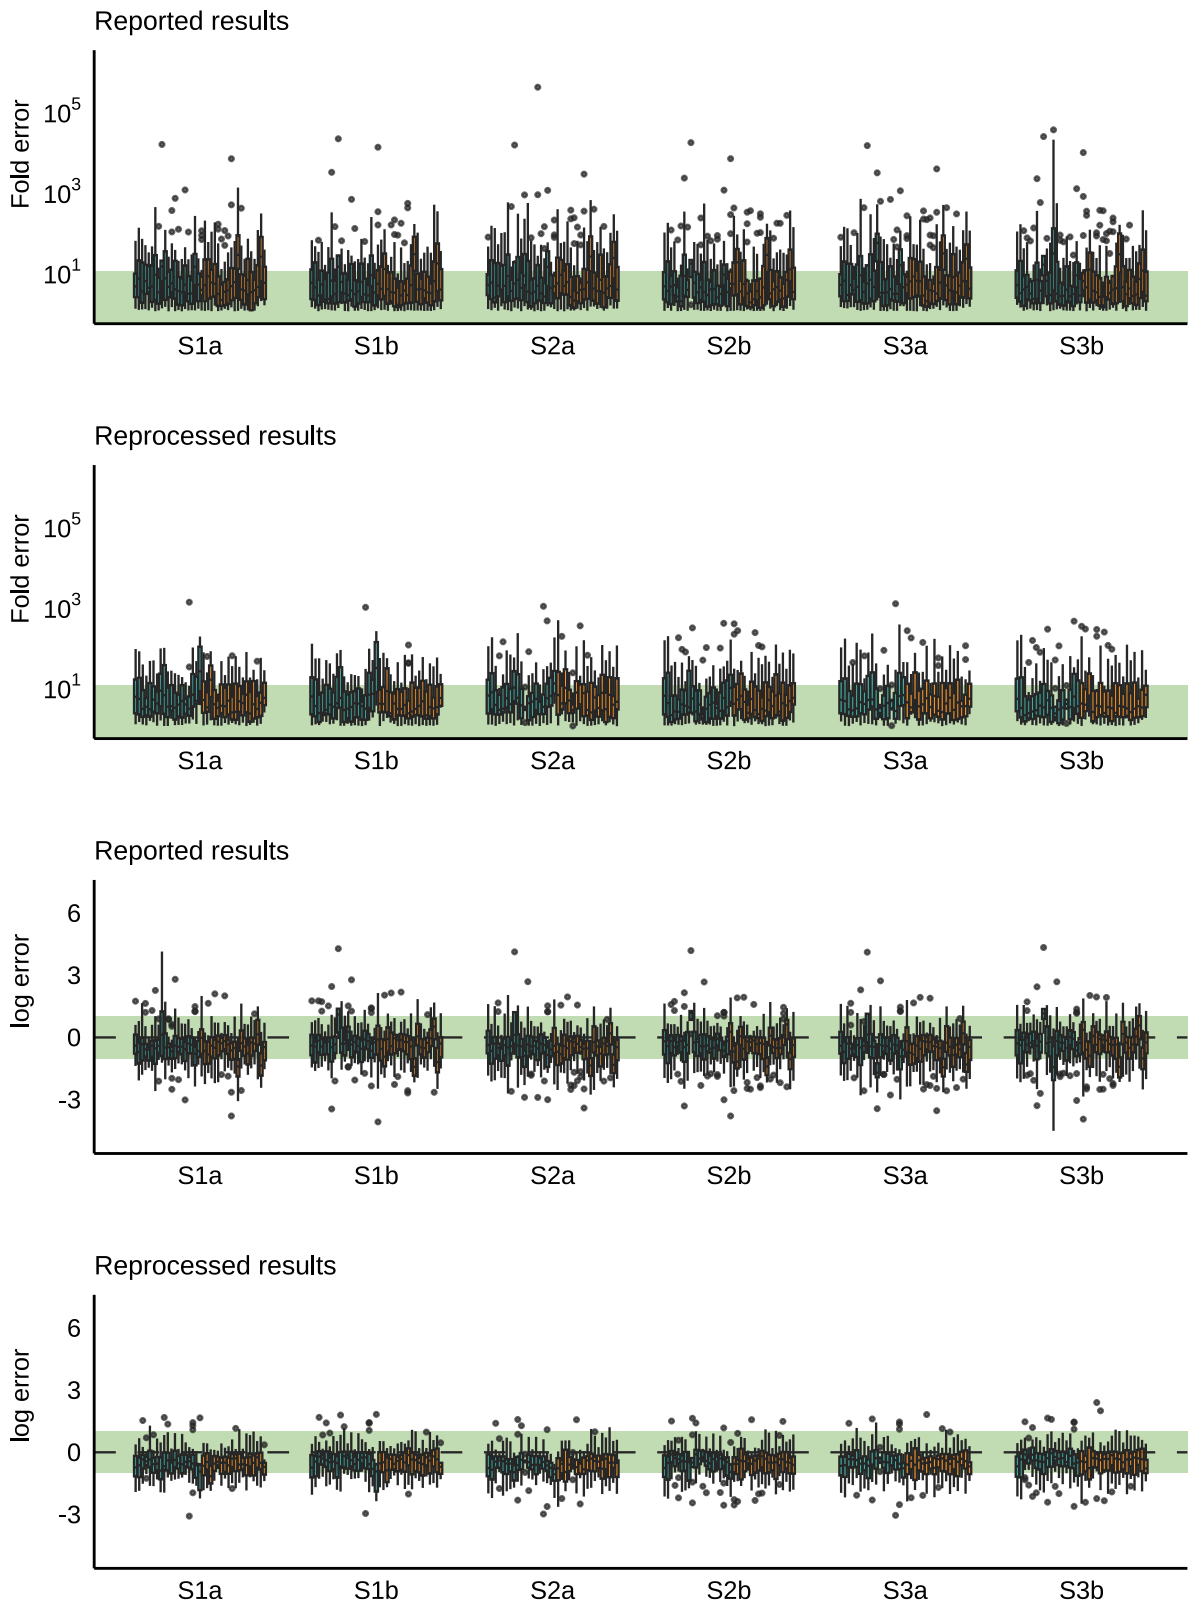 Reported results
Fold error
10^5
10^3
10^1
S1a S1b S2a S2b S3a S3b
Reprocessed results
Fold error
10^5
10^3
10^1
S1a S1b S2a S2b S3a S3b
Reported results
log error
6
3
0
-3
S1a S1b S2a S2b S3a S3b
Reprocessed results
log error
6
3
0
-3
S1a S1b S2a S2b S3a S3b